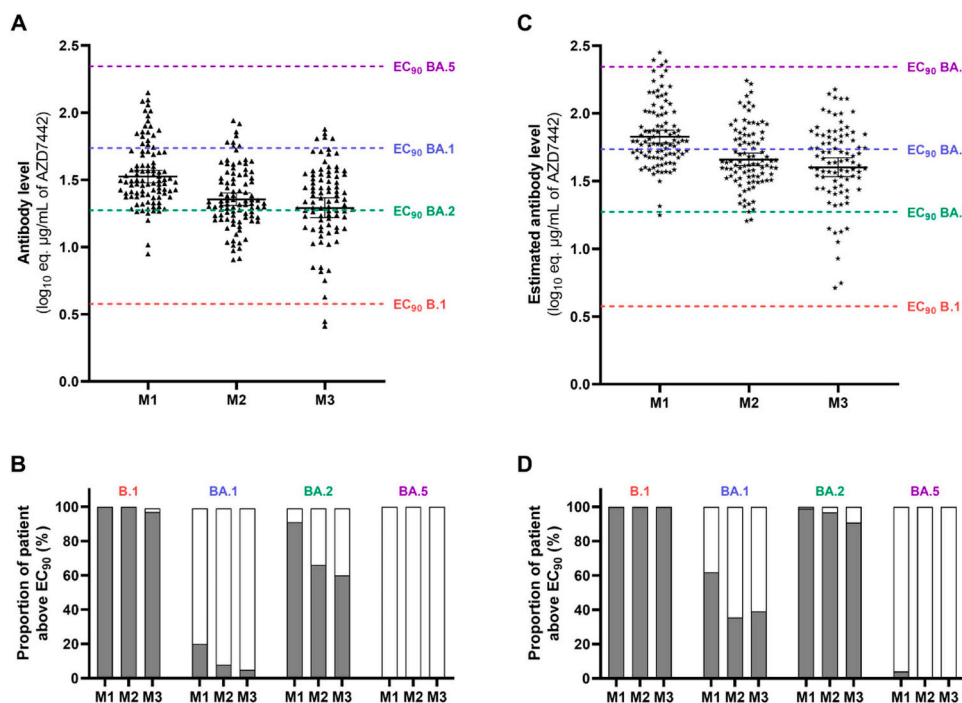 A
Antibody level
(log10 eq. µg/mL of AZD7442)
2.5
2.0
1.5
1.0
0.5
0.0
EC90 BA.5
EC90 BA.1
EC90 BA.2
EC90 B.1
M1 M2 M3
C
Estimated antibody level
(log10 eq. µg/mL of AZD7442)
2.5
2.0
1.5
1.0
0.5
0.0
EC90 BA.
EC90 BA.
EC90 BA.
EC90 B.1
M1 M2 M3
B
Proportion of patient
above EC90 (%)
B.1 BA.1 BA.2 BA.5
100
80
60
40
20
0
M1 M2 M3 M1 M2 M3 M1 M2 M3 M1 M2 M3
D
Proportion of patient
above EC90 (%)
B.1 BA.1 BA.2 BA.5
100
80
60
40
20
0
M1 M2 M3 M1 M2 M3 M1 M2 M3 M1 M2 M3